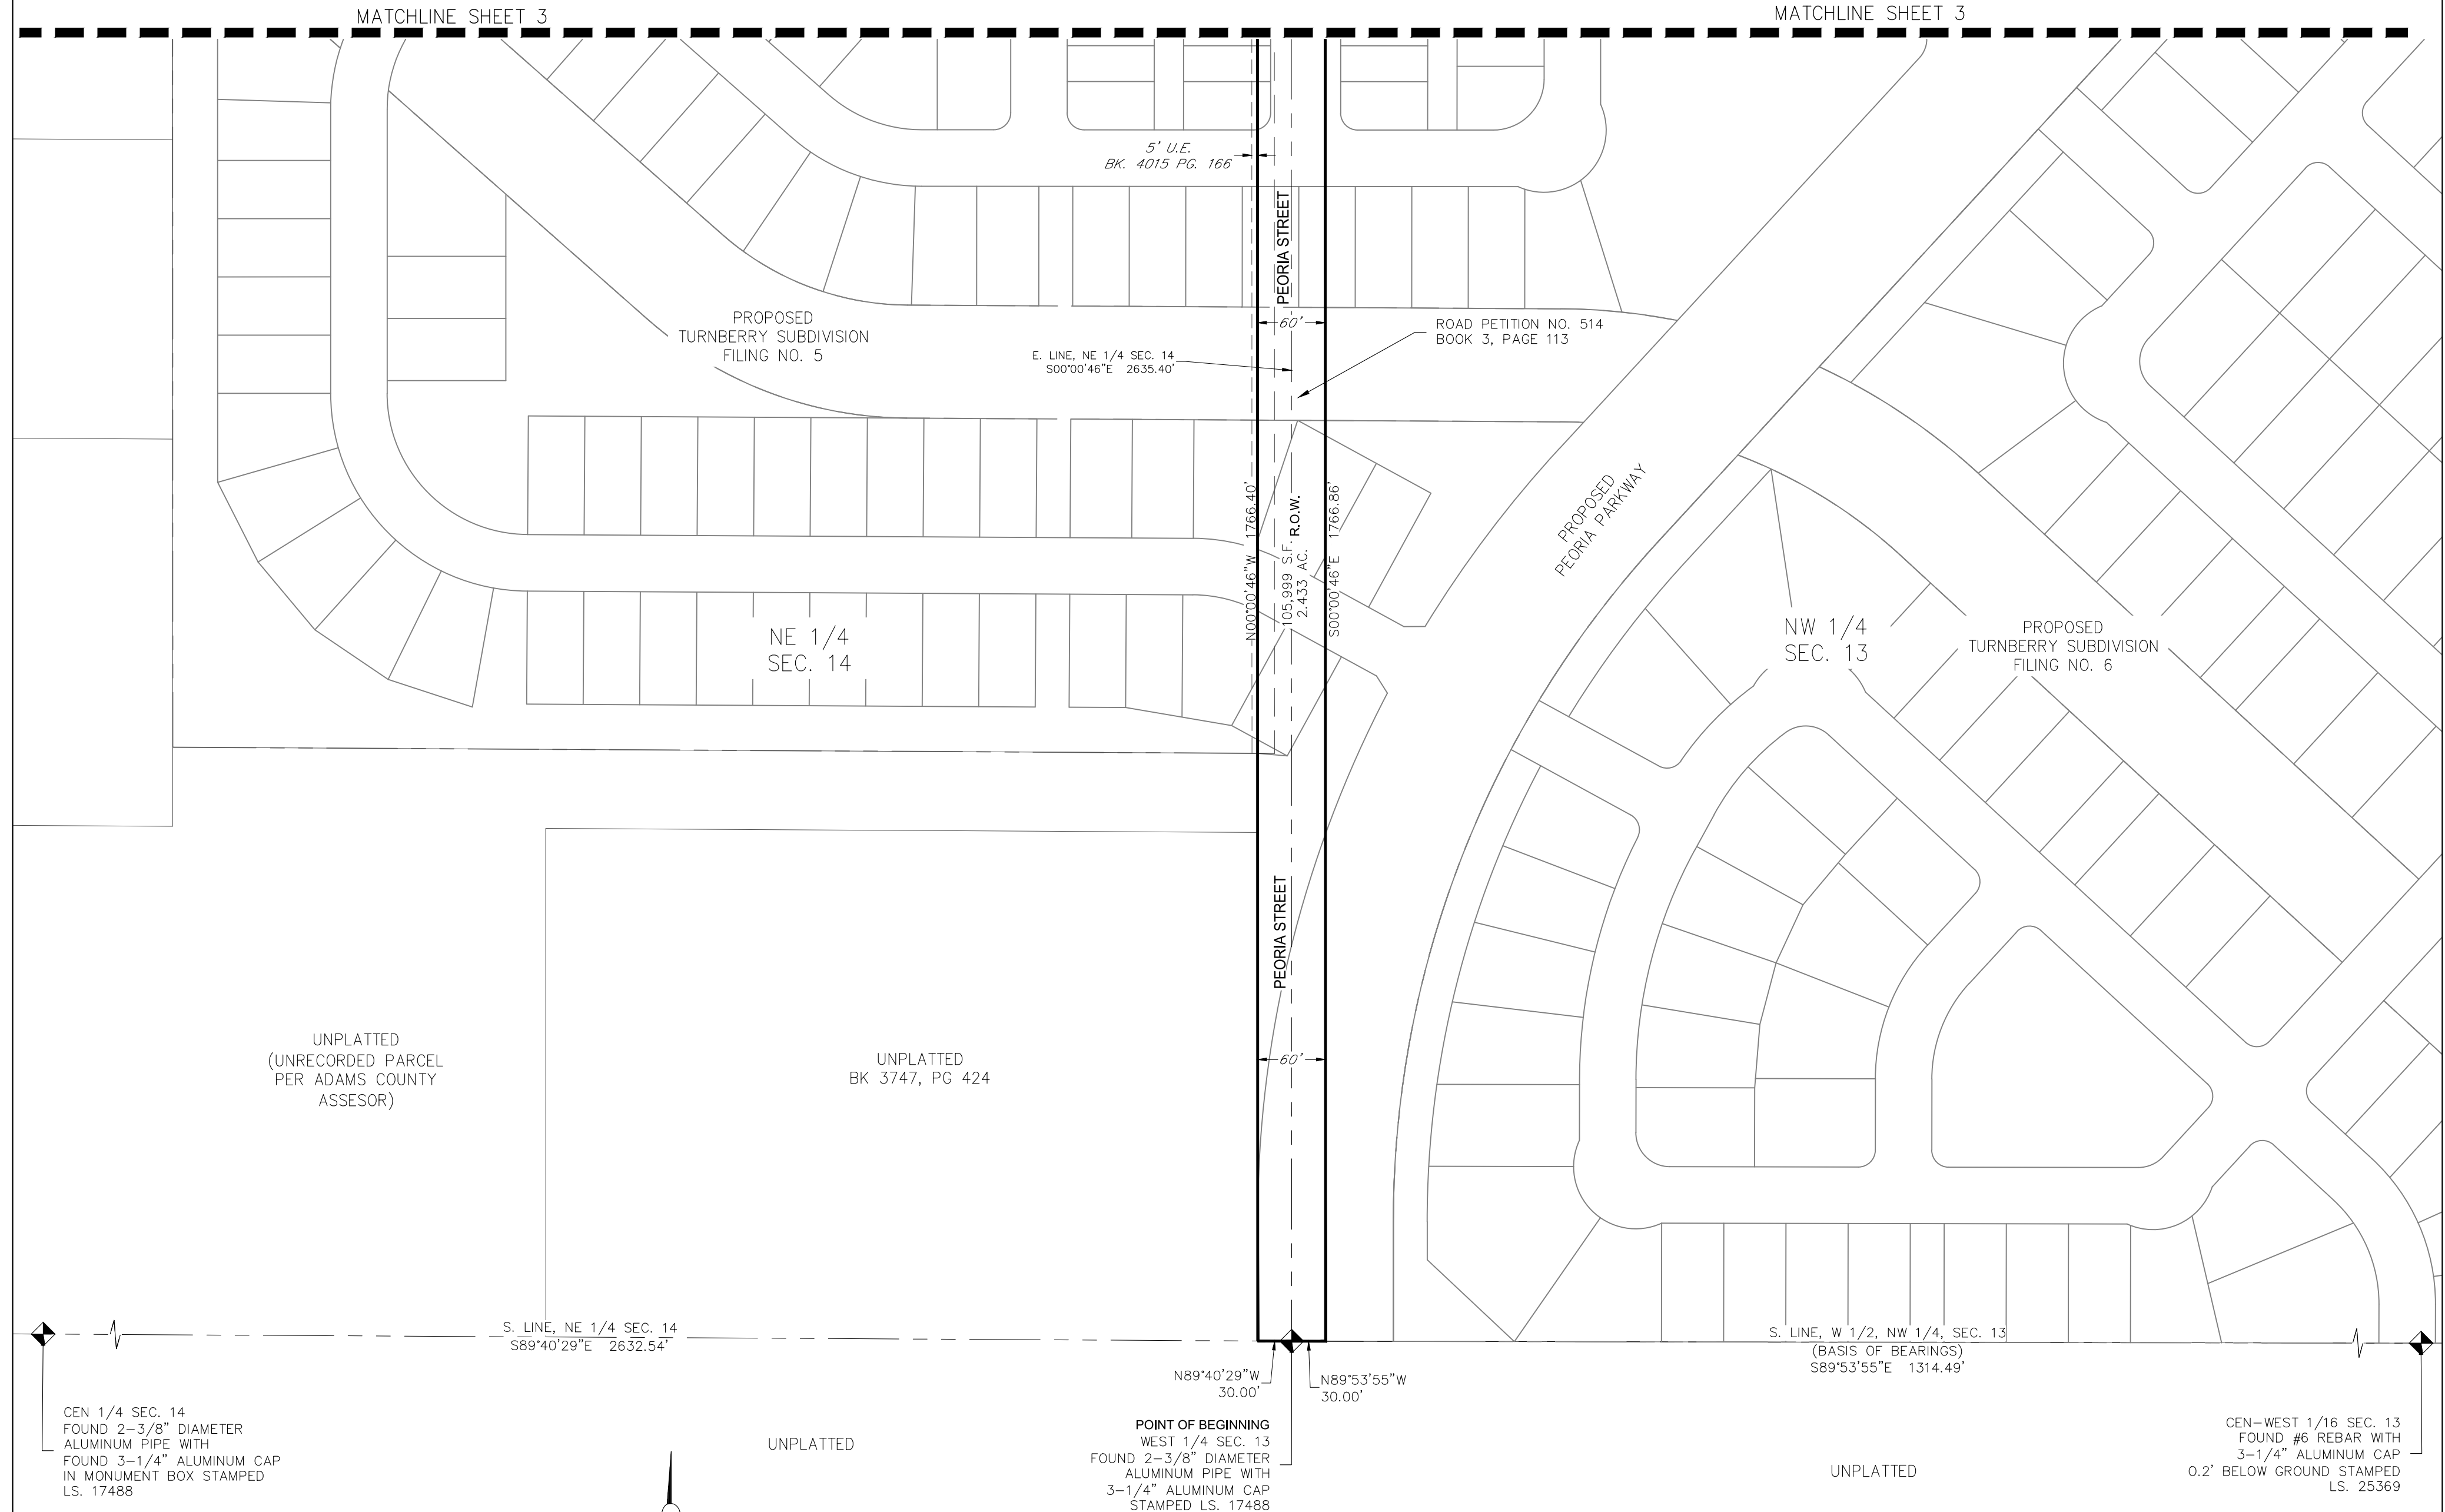 MATCHLINE SHEET 3
MATCHLINE SHEET 3
5' U.E.
BK. 4015 PG. 166
PEORIA STREET
60'
PROPOSED
TURNBERRY SUBDIVISION
FILING NO. 5
ROAD PETITION NO. 514
BOOK 3, PAGE 113
E. LINE, NE 1/4 SEC. 14
S00°00'46"E 2635.40'
PROPOSED
PEORIA PARKWAY
N00°00'46"W 1766.40'
105,999 S.F. R.O.W.
2.433 AC.
S00°00'46"E 1766.86'
NE 1/4
SEC. 14
NW 1/4
SEC. 13
PROPOSED
TURNBERRY SUBDIVISION
FILING NO. 6
PEORIA STREET
60'
UNPLATTED
(UNRECORDED PARCEL
PER ADAMS COUNTY
ASSESOR)
UNPLATTED
BK 3747, PG 424
S. LINE, NE 1/4 SEC. 14
S89°40'29"E 2632.54'
S. LINE, W 1/2, NW 1/4, SEC. 13
(BASIS OF BEARINGS)
S89°53'55"E 1314.49'
N89°40'29"W
30.00'
N89°53'55"W
30.00'
CEN 1/4 SEC. 14
FOUND 2-3/8" DIAMETER
ALUMINUM PIPE WITH
FOUND 3-1/4" ALUMINUM CAP
IN MONUMENT BOX STAMPED
LS. 17488
UNPLATTED
POINT OF BEGINNING
WEST 1/4 SEC. 13
FOUND 2-3/8" DIAMETER
ALUMINUM PIPE WITH
3-1/4" ALUMINUM CAP
STAMPED LS. 17488
UNPLATTED
CEN-WEST 1/16 SEC. 13
FOUND #6 REBAR WITH
3-1/4" ALUMINUM CAP
0.2' BELOW GROUND STAMPED
LS. 25369